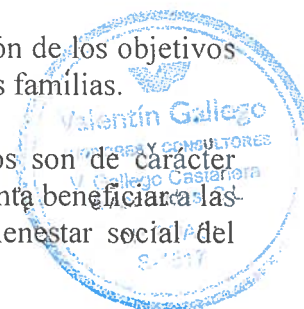 ón de los objetivos
s familias.
Valentín Gallego
Y CONSULTORES
os son de carácter
V. Gallego Castañera
nta beneficiar a las
ienestar social del